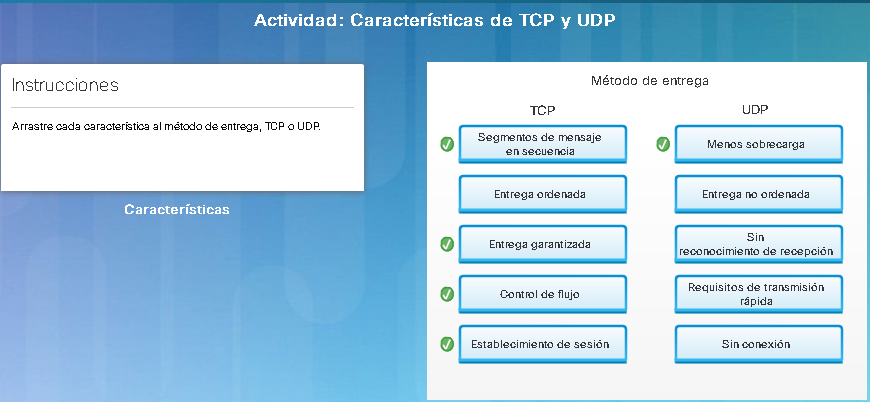 Actividad: Características de TCP y UDP
Instrucciones
Arrastre cada característica al método de entrega, TCP o UDP.
Características
Método de entrega
TCP
UDP
Segmentos de mensaje
en secuencia
Menos sobrecarga
Entrega ordenada
Entrega no ordenada
Entrega garantizada
Sin
reconocimiento de recepción
Control de flujo
Requisitos de transmisión
rápida
Establecimiento de sesión
Sin conexión